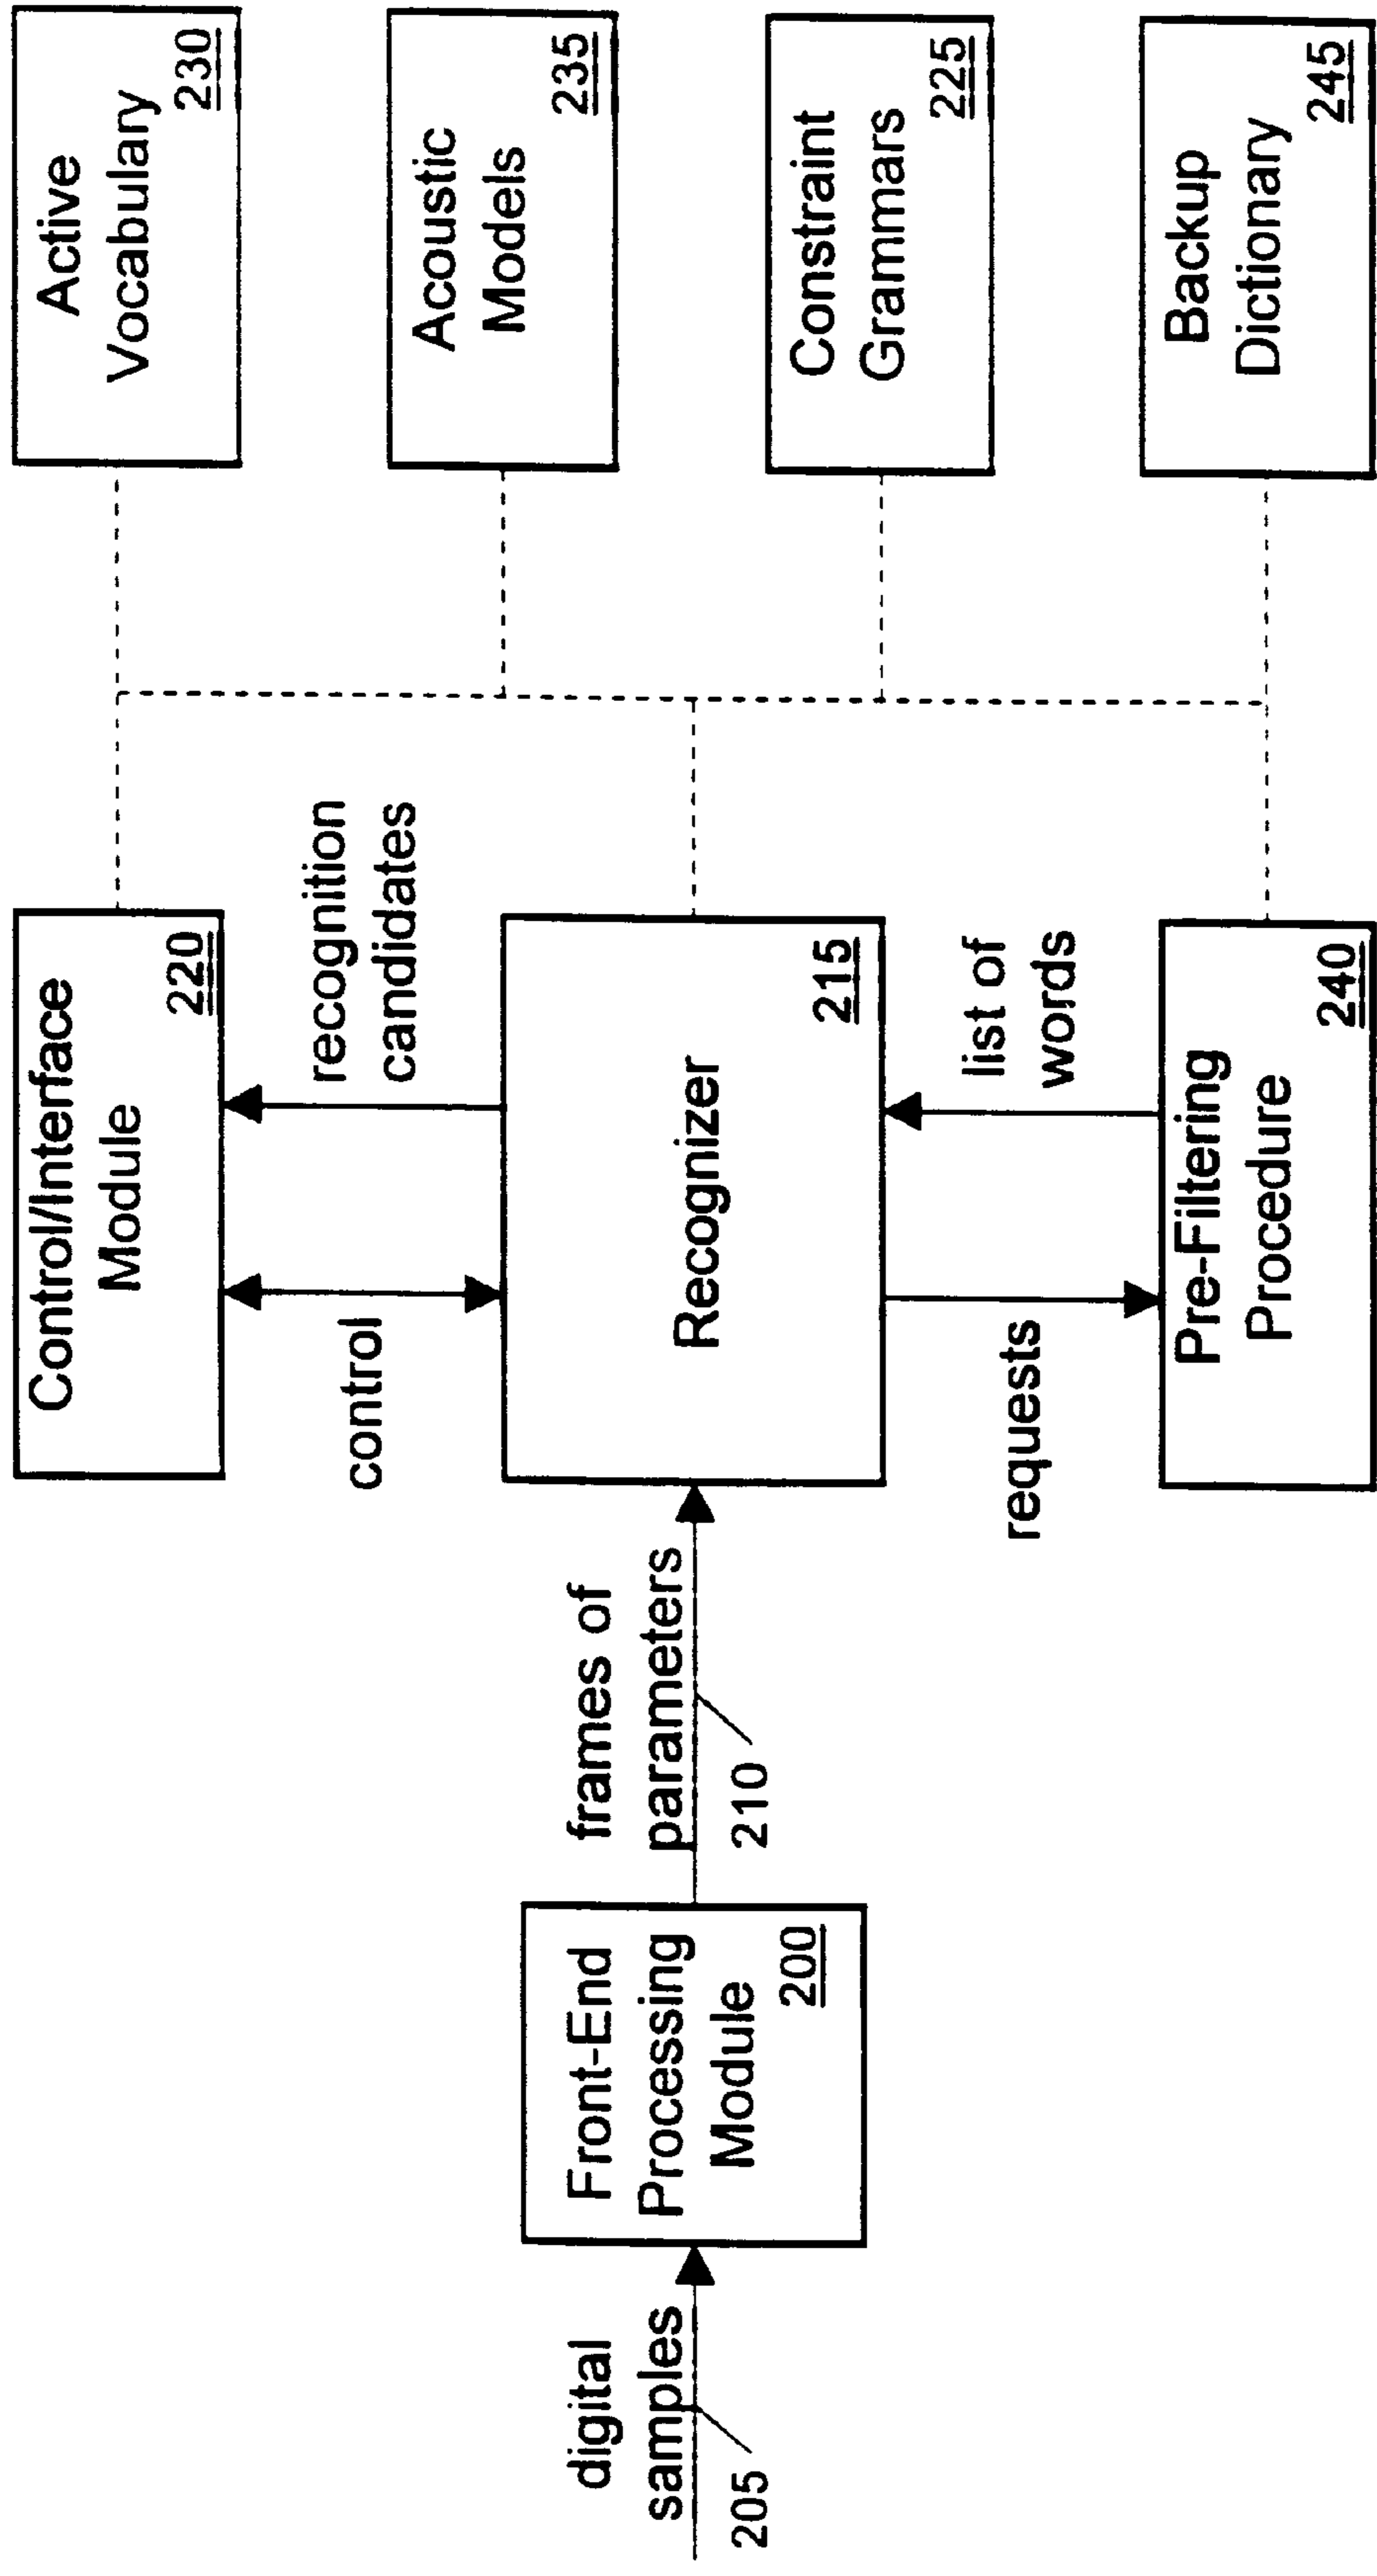 digital
samples
205
Front-End
Processing
Module
200
frames of
parameters
210
Control/Interface
Module
220
control
recognition
candidates
Recognizer
215
requests
list of
words
Pre-Filtering
Procedure
240
Active
Vocabulary
230
Acoustic
Models
235
Constraint
Grammars
225
Backup
Dictionary
245